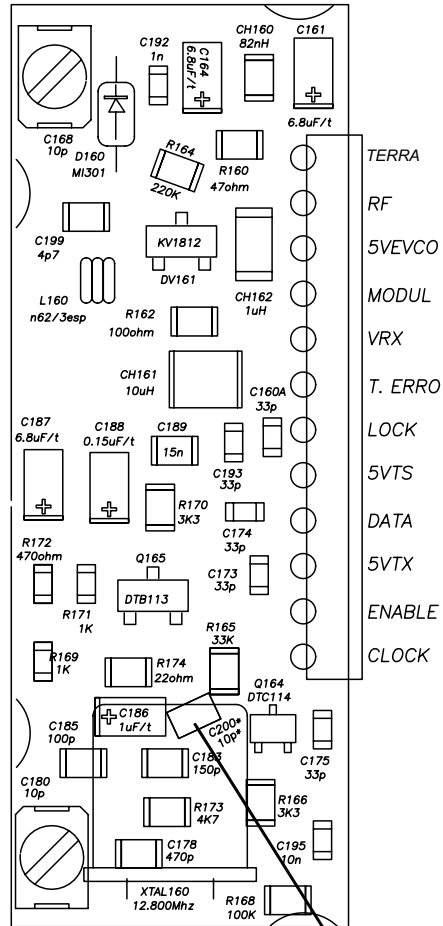 C192
1n
C164
6.8uF/t
CH160
82nH
C161
6.8uF/t
C168
10p
D160
MI301
R164
220K
R160
47ohm
TERRA
RF
5VEVCO
MODUL
VRX
T. ERRO
LOCK
5VTS
DATA
5VTX
ENABLE
CLOCK
C199
4p7
KV1812
DV161
L160
n62/3esp
CH162
1uH
R162
100ohm
CH161
10uH
C160A
33p
C187
6.8uF/t
C188
0.15uF/t
C189
15n
C193
33p
R170
3K3
C174
33p
R172
470ohm
Q165
DTB113
C173
33p
R171
1K
R169
1K
R165
33K
R174
22ohm
Q164
DTC114
C186
1uF/t
C200*
10p*
C185
100p
C183
150p
C175
33p
C180
10p
R173
4K7
R166
3K3
C178
470p
C195
10n
XTAL160
12.800Mhz
R168
100K